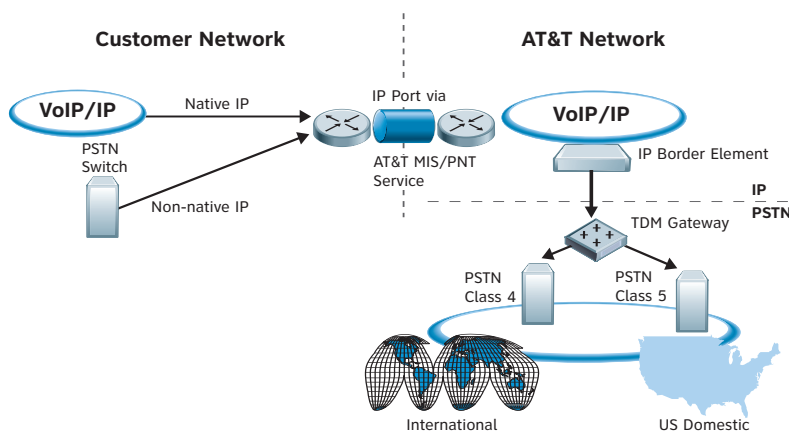 Customer Network
AT&T Network
VoIP/IP
Native IP
IP Port via
VoIP/IP
PSTN
Switch
AT&T MIS/PNT
Service
IP Border Element
Non-native IP
IP
PSTN
TDM Gateway
PSTN
Class 4
PSTN
Class 5
International
US Domestic